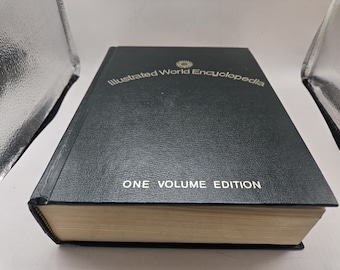 Illustrated World Encyclopedia
ONE VOLUME EDITION